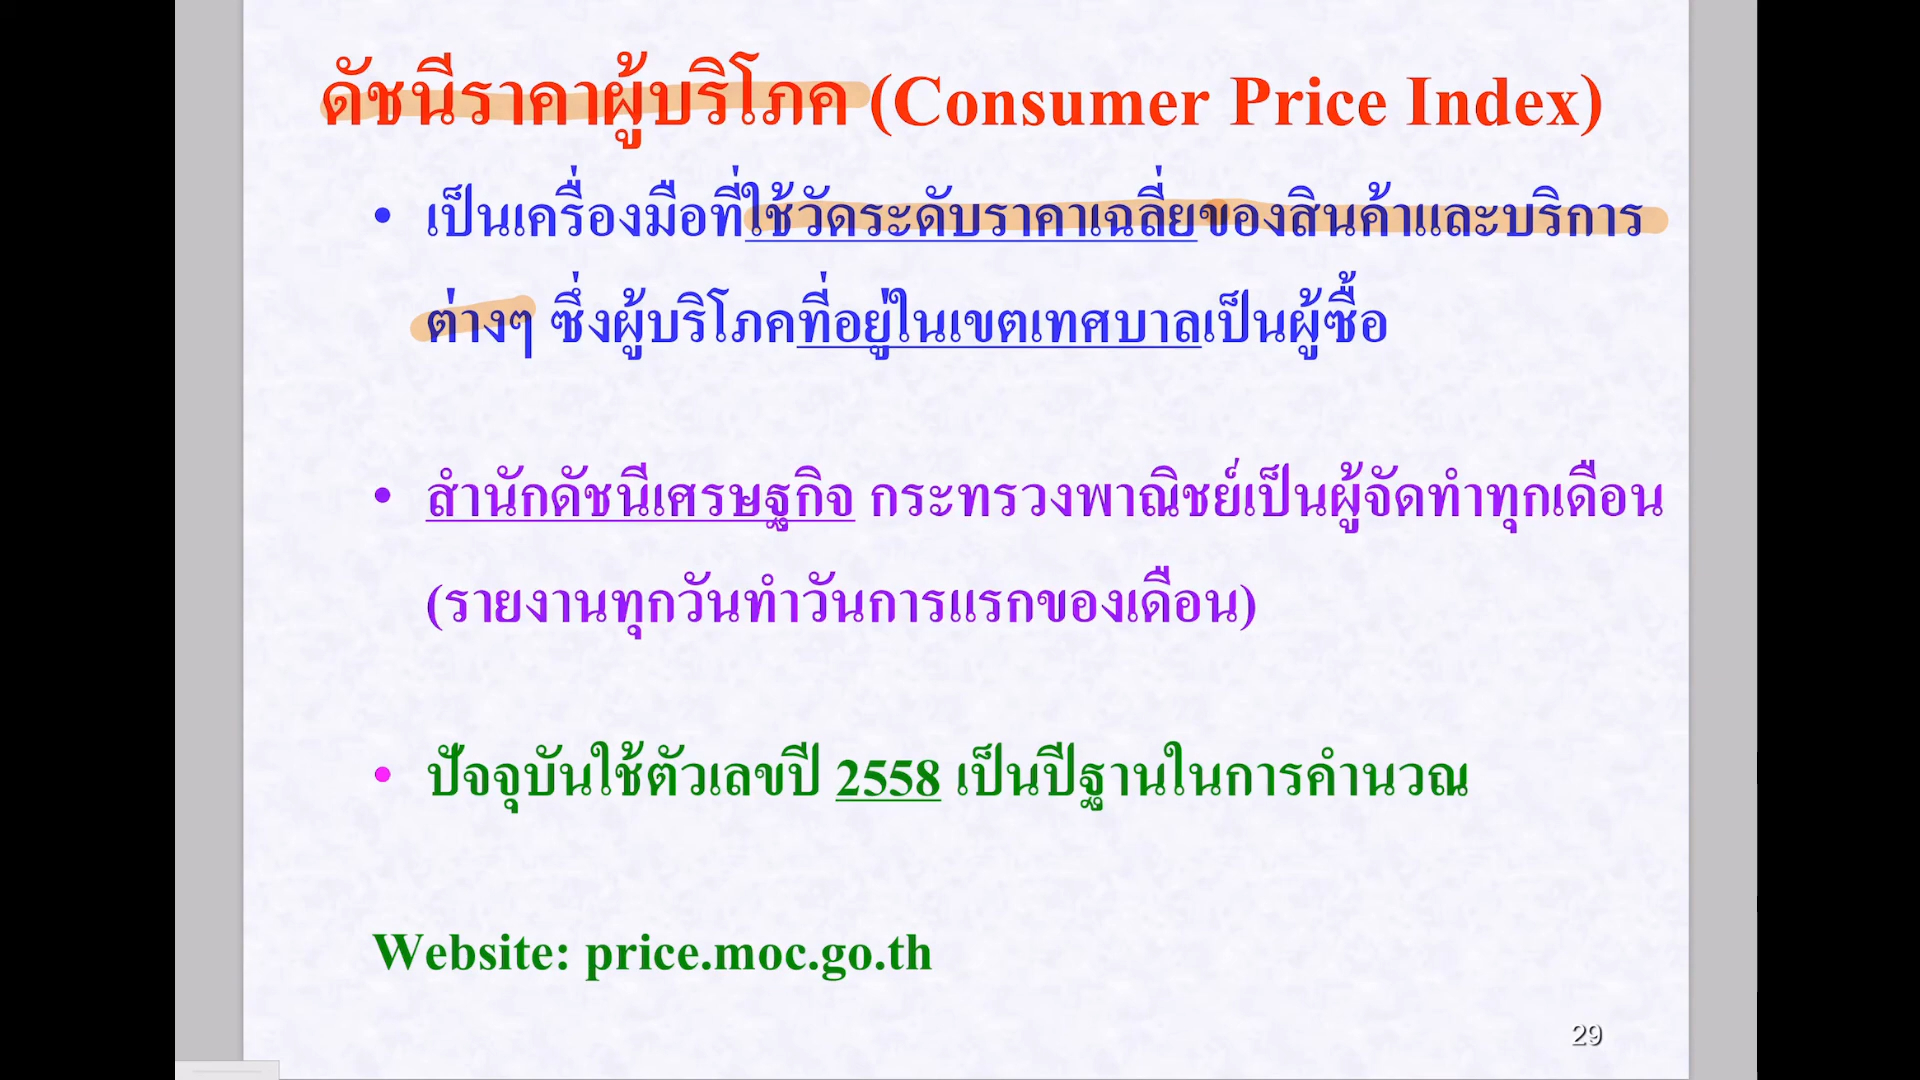 ดัชนีราคาผู้บริโภค (Consumer Price Index)
• เป็นเครื่องมือที่ใช้วัดระดับราคาเฉลี่ยของสินค้าและบริการ
ต่างๆ ซึ่งผู้บริโภคที่อยู่ในเขตเทศบาลเป็นผู้ซื้อ
• สำนักดัชนีเศรษฐกิจ กระทรวงพาณิชย์เป็นผู้จัดทำทุกเดือน
(รายงานทุกวันทำวันการแรกของเดือน)
• ปัจจุบันใช้ตัวเลขปี 2558 เป็นปีฐานในการคำนวณ
Website: price.moc.go.th
29